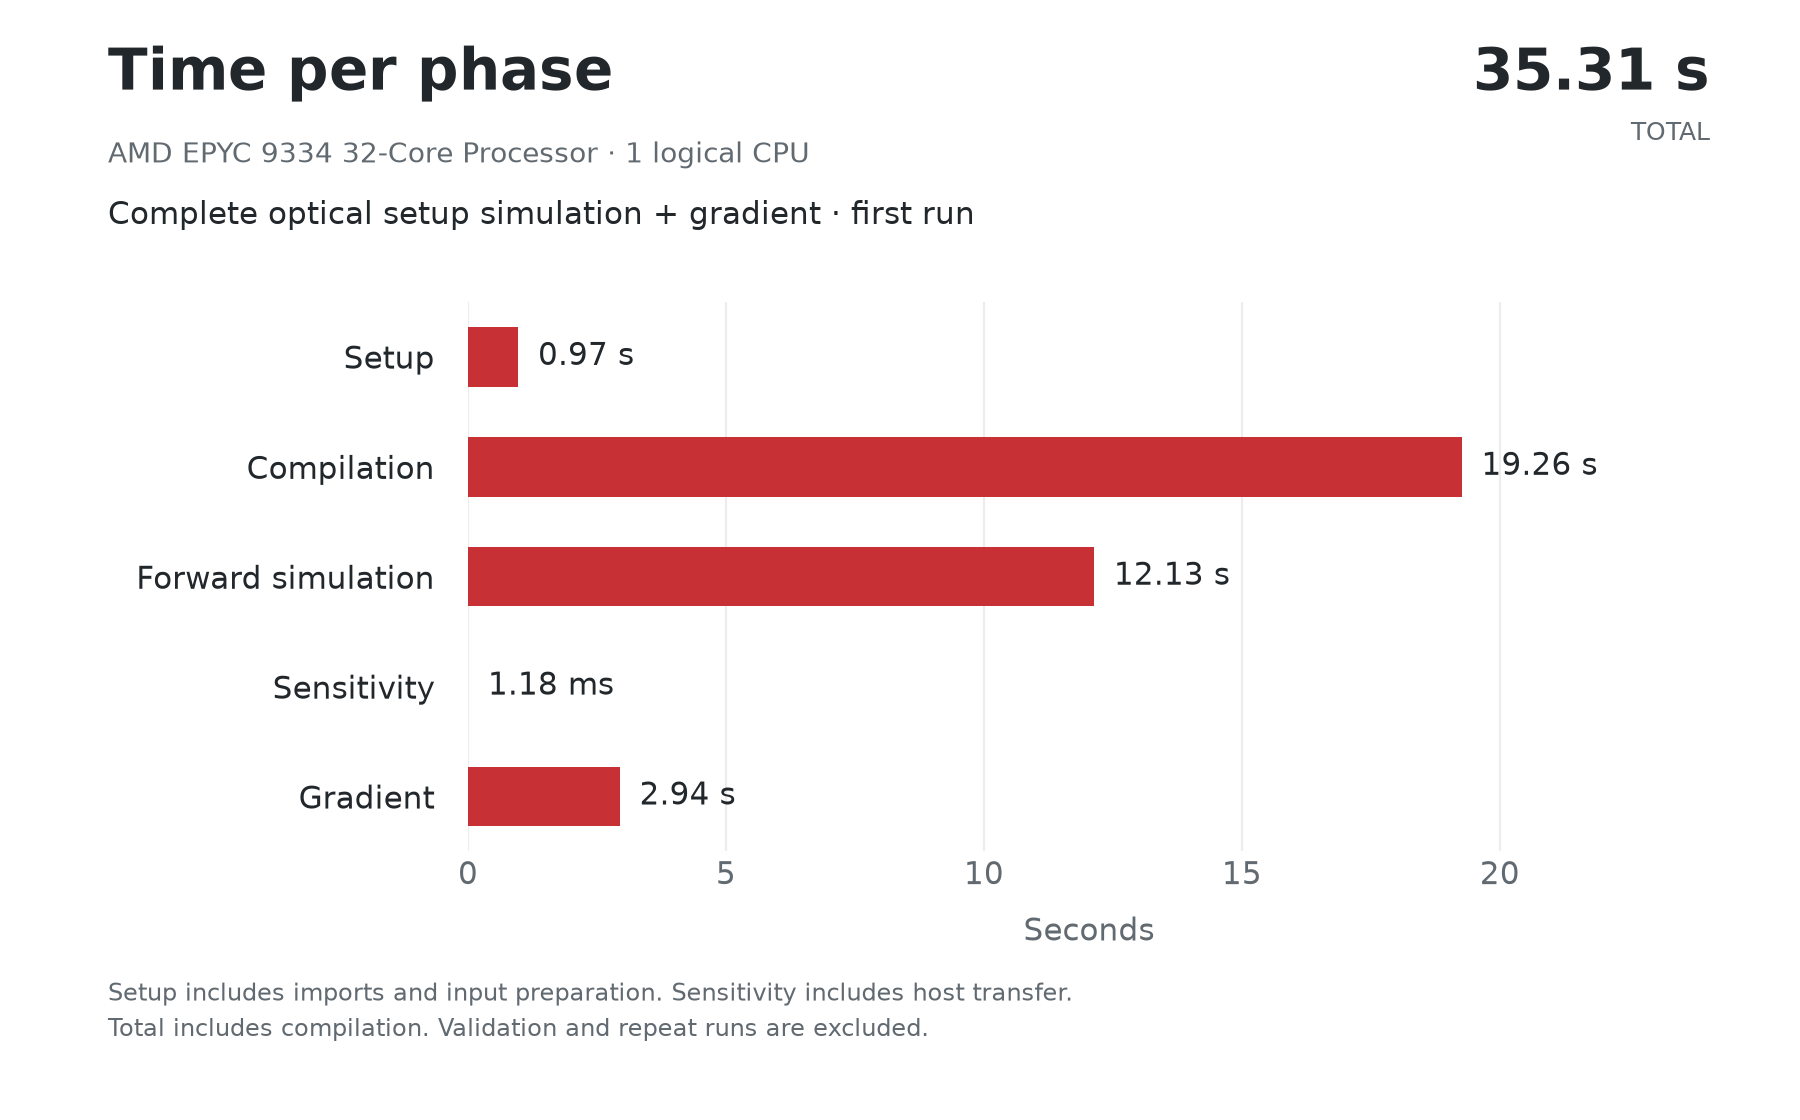 Time per phase
35.31 s
TOTAL
AMD EPYC 9334 32-Core Processor · 1 logical CPU
Complete optical setup simulation + gradient · first run
Setup
0.97 s
Compilation
19.26 s
Forward simulation
12.13 s
Sensitivity
1.18 ms
Gradient
2.94 s
0 5 10 15 20
Seconds
Setup includes imports and input preparation. Sensitivity includes host transfer.
Total includes compilation. Validation and repeat runs are excluded.